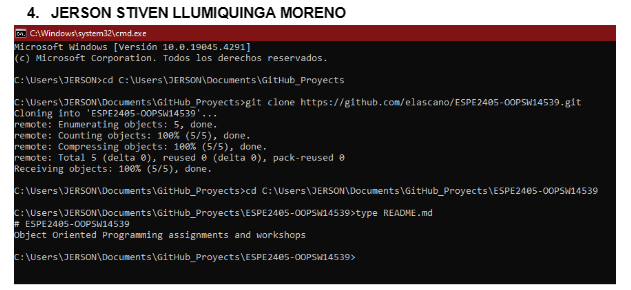 4. JERSON STIVEN LLUMIQUINGA MORENO
C:\Windows\system32\cmd.exe
Microsoft Windows [Versión 10.0.19045.4291]
(c) Microsoft Corporation. Todos los derechos reservados.
C:\Users\JERSON>cd C:\Users\JERSON\Documents\GitHub_Proyects
C:\Users\JERSON\Documents\GitHub_Proyects>git clone https://github.com/elascano/ESPE2405-OOPSW14539.git
Cloning into 'ESPE2405-OOPSW14539'...
remote: Enumerating objects: 5, done.
remote: Counting objects: 100% (5/5), done.
remote: Compressing objects: 100% (5/5), done.
remote: Total 5 (delta 0), reused 0 (delta 0), pack-reused 0
Receiving objects: 100% (5/5), done.
C:\Users\JERSON\Documents\GitHub_Proyects>cd C:\Users\JERSON\Documents\GitHub_Proyects\ESPE2405-OOPSW14539
C:\Users\JERSON\Documents\GitHub_Proyects\ESPE2405-OOPSW14539>type README.md
# ESPE2405-OOPSW14539
Object Oriented Programming assignments and workshops
C:\Users\JERSON\Documents\GitHub_Proyects\ESPE2405-OOPSW14539>